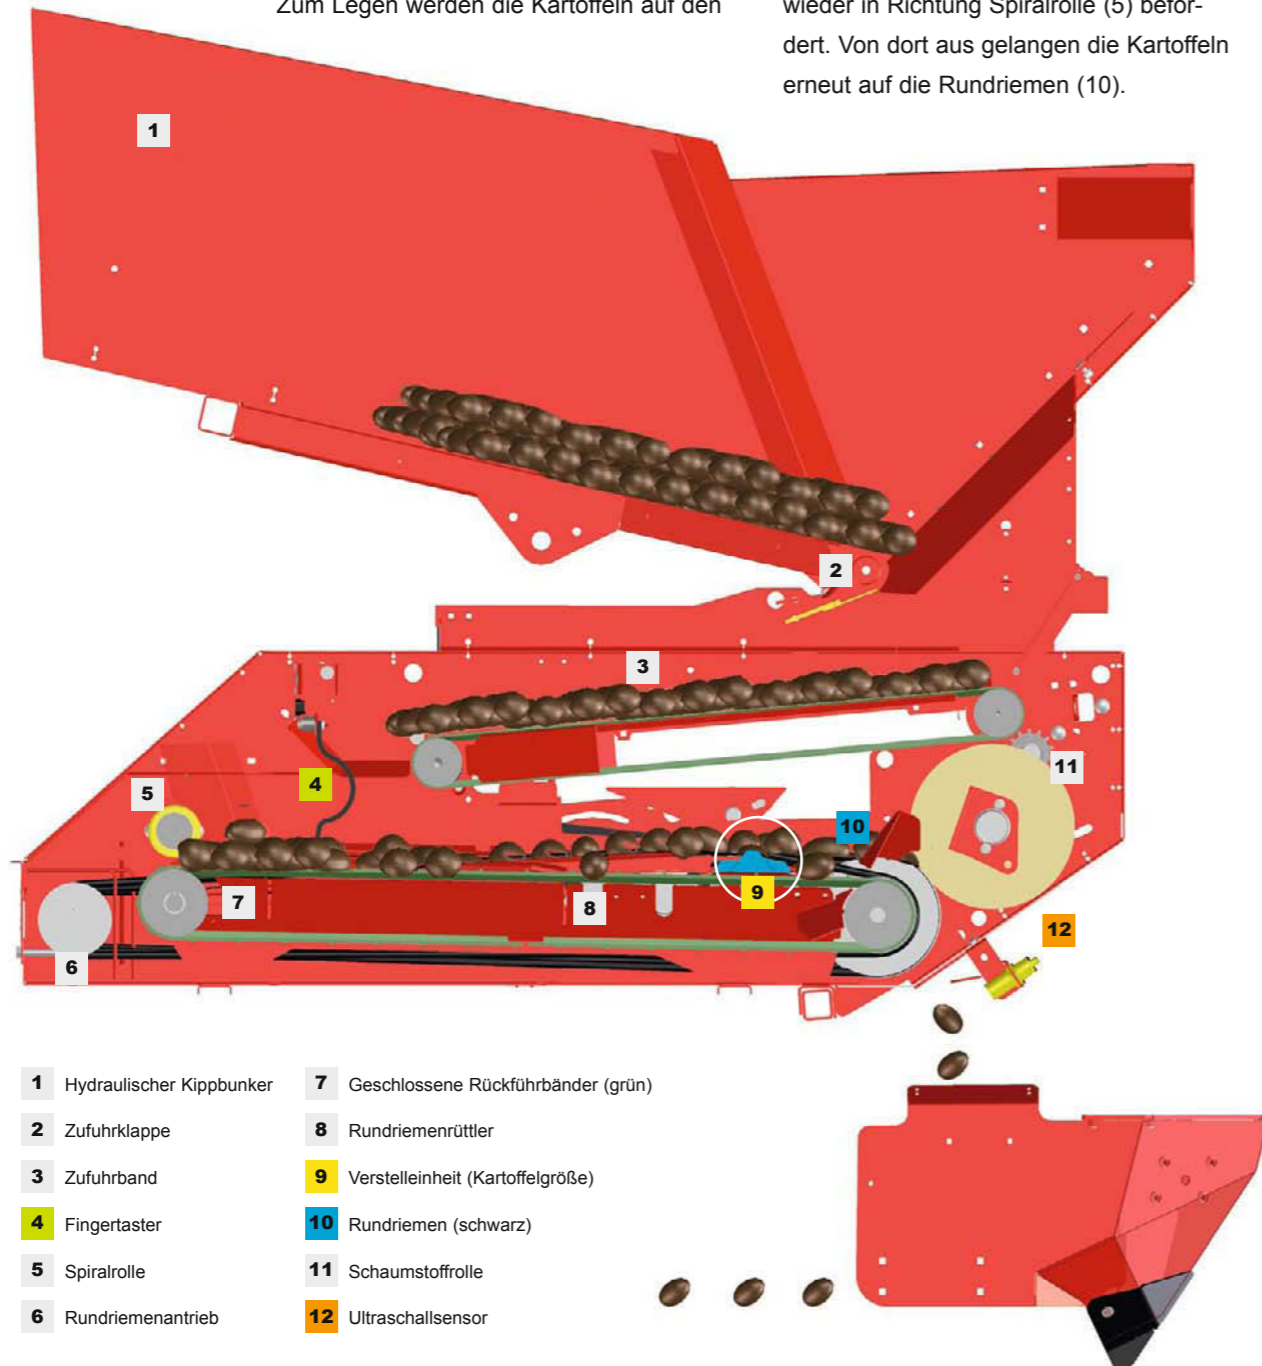 Zum Legen werden die Kartoffeln auf den
wieder in Richtung Spiralrolle (5) beför-
dert. Von dort aus gelangen die Kartoffeln
erneut auf die Rundriemen (10).
1
2
3
4
5
11
10
9
7
8
12
6
1 Hydraulischer Kippbunker
2 Zufuhrklappe
3 Zufuhrband
4 Fingertaster
5 Spiralrolle
6 Rundriemenantrieb
7 Geschlossene Rückführbänder (grün)
8 Rundriemenrüttler
9 Verstelleinheit (Kartoffelgröße)
10 Rundriemen (schwarz)
11 Schaumstoffrolle
12 Ultraschallsensor